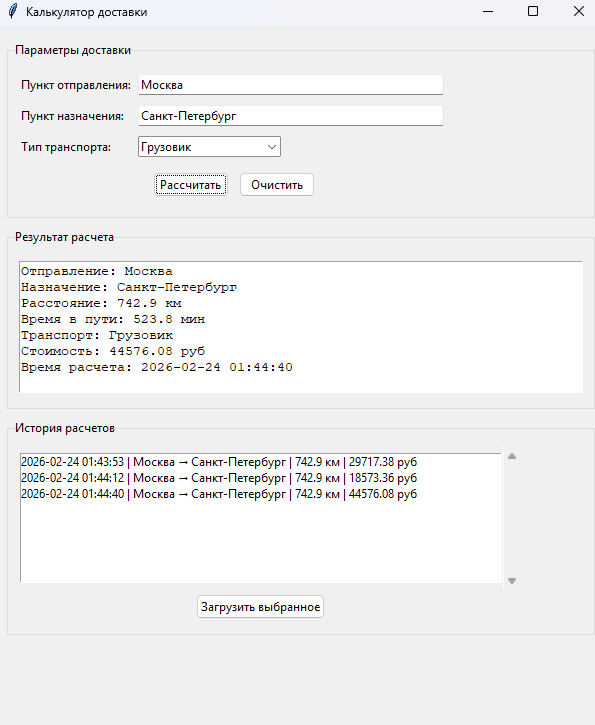 Калькулятор доставки
Параметры доставки
Пункт отправления: Москва
Пункт назначения: Санкт-Петербург
Тип транспорта: Грузовик
Рассчитать Очистить
Результат расчета
Отправление: Москва
Назначение: Санкт-Петербург
Расстояние: 742.9 км
Время в пути: 523.8 мин
Транспорт: Грузовик
Стоимость: 44576.08 руб
Время расчета: 2026-02-24 01:44:40
История расчетов
2026-02-24 01:43:53 | Москва → Санкт-Петербург | 742.9 км | 29717.38 руб
2026-02-24 01:44:12 | Москва → Санкт-Петербург | 742.9 км | 18573.36 руб
2026-02-24 01:44:40 | Москва → Санкт-Петербург | 742.9 км | 44576.08 руб
Загрузить выбранное